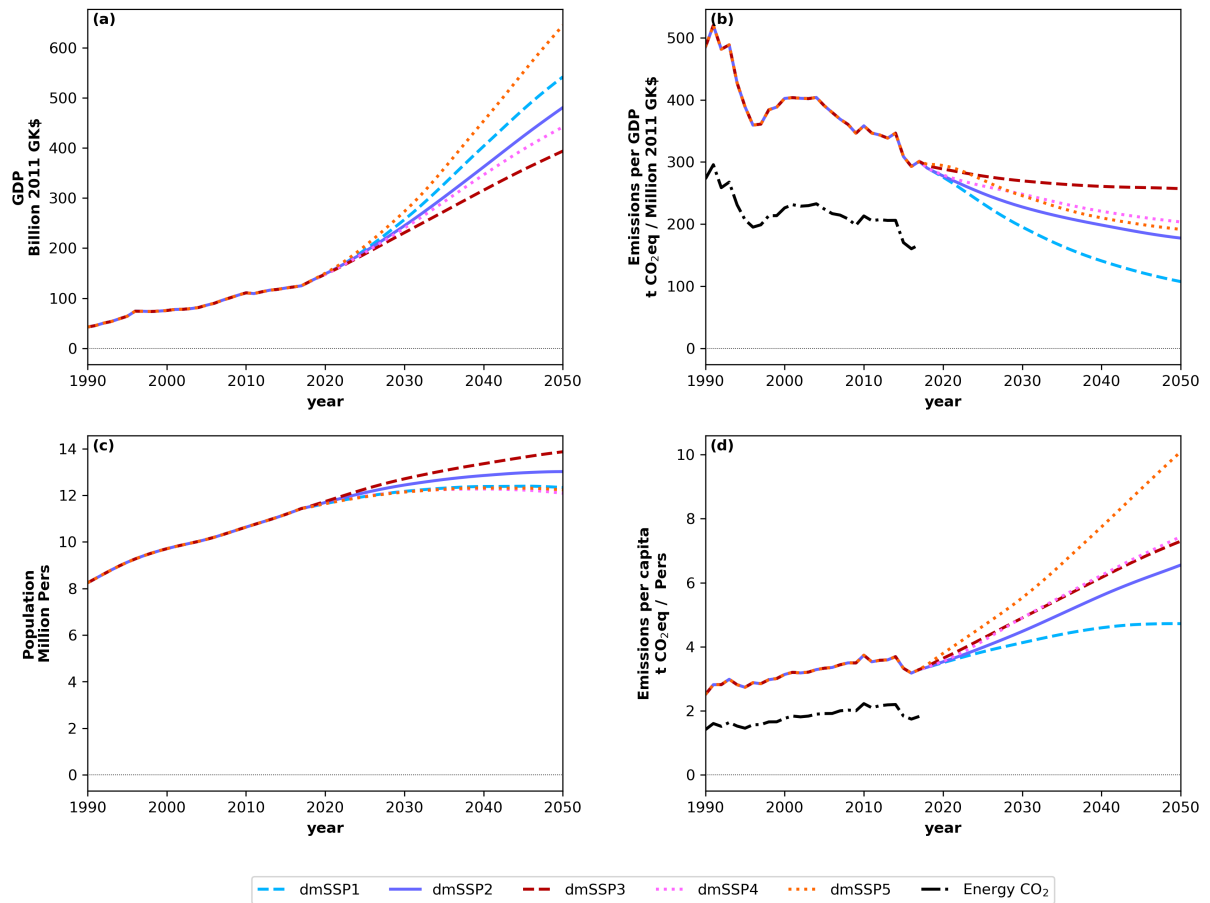 (a)
600
500
400
300
200
100
0
GDP
Billion 2011 GK$
1990 2000 2010 2020 2030 2040 2050
year
(b)
500
400
300
200
100
0
Emissions per GDP
t CO₂eq / Million 2011 GK$
1990 2000 2010 2020 2030 2040 2050
year
(c)
14
12
10
8
6
4
2
0
Population
Million Pers
1990 2000 2010 2020 2030 2040 2050
year
(d)
10
8
6
4
2
0
Emissions per capita
t CO₂eq / Pers
1990 2000 2010 2020 2030 2040 2050
year
dmSSP1 dmSSP2 dmSSP3 dmSSP4 dmSSP5 Energy CO₂